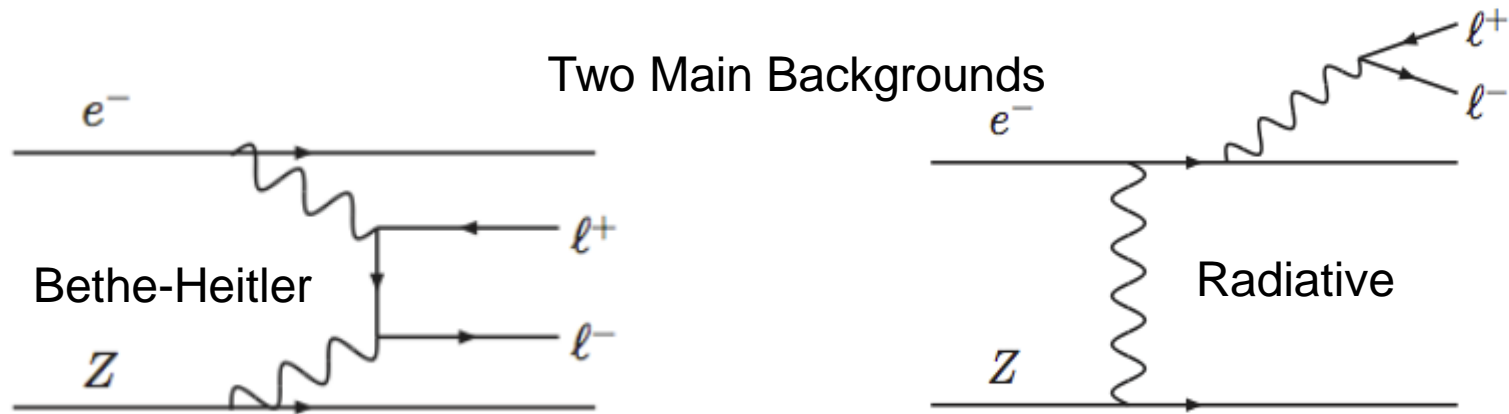 Two Main Backgrounds
e⁻
ℓ⁺
ℓ⁻
Bethe-Heitler
Z
e⁻
ℓ⁺
ℓ⁻
Radiative
Z